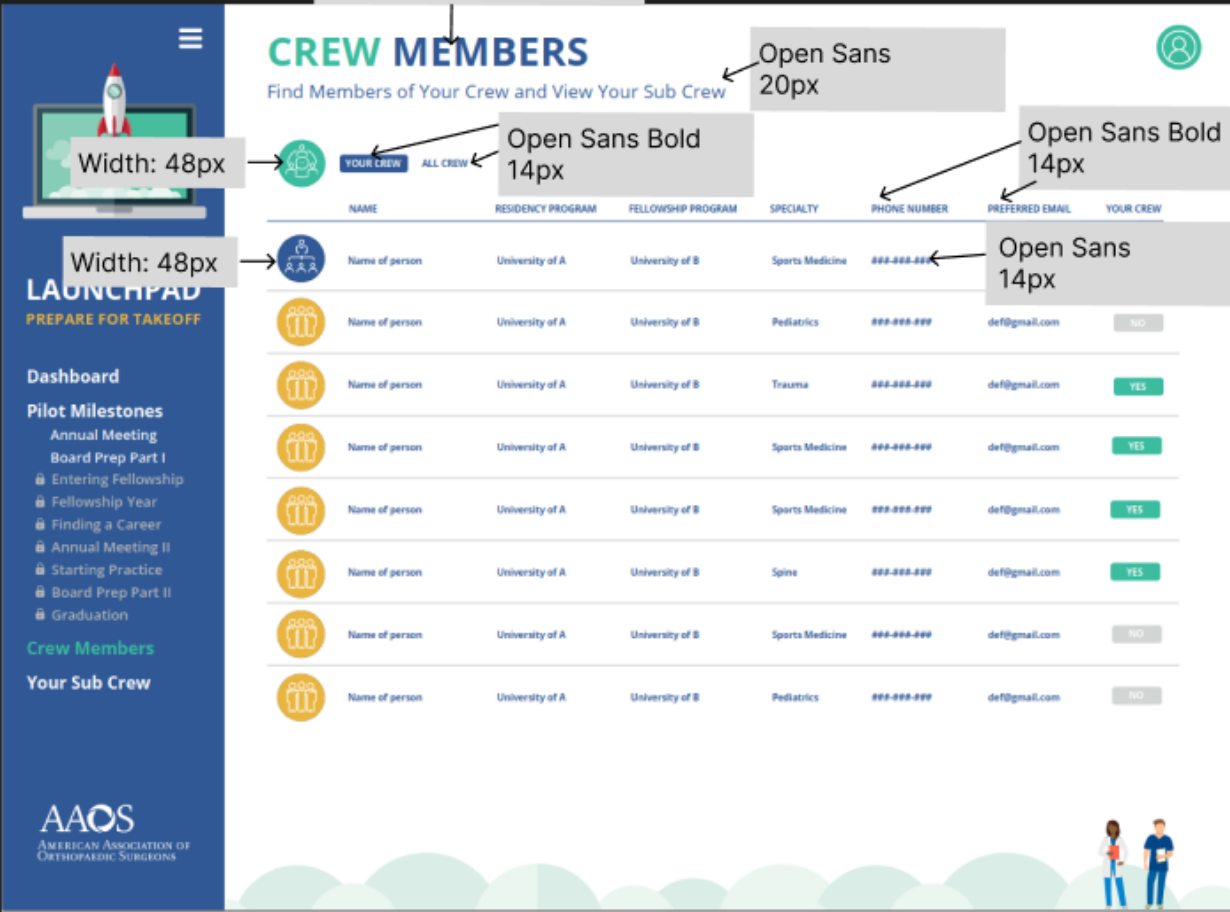 CREW MEMBERS
Open Sans
20px
Find Members of Your Crew and View Your Sub Crew
Width: 48px
YOUR CREW
ALL CREW
Open Sans Bold
14px
Open Sans Bold
14px
NAME
RESIDENCY PROGRAM
FELLOWSHIP PROGRAM
SPECIALTY
PHONE NUMBER
PREFERRED EMAIL
YOUR CREW
Width: 48px
Name of person University of A University of B Sports Medicine ###-###-###
Open Sans
14px
Name of person University of A University of B Pediatrics ###-###-### def@gmail.com NO
Name of person University of A University of B Trauma ###-###-### def@gmail.com YES
Name of person University of A University of B Sports Medicine ###-###-### def@gmail.com YES
Name of person University of A University of B Sports Medicine ###-###-### def@gmail.com YES
Name of person University of A University of B Spine ###-###-### def@gmail.com YES
Name of person University of A University of B Sports Medicine ###-###-### def@gmail.com NO
Name of person University of A University of B Pediatrics ###-###-### def@gmail.com NO
LAUNCHPAD
PREPARE FOR TAKEOFF
Dashboard
Pilot Milestones
Annual Meeting
Board Prep Part I
Entering Fellowship
Fellowship Year
Finding a Career
Annual Meeting II
Starting Practice
Board Prep Part II
Graduation
Crew Members
Your Sub Crew
AAOS
AMERICAN ASSOCIATION OF
ORTHOPAEDIC SURGEONS